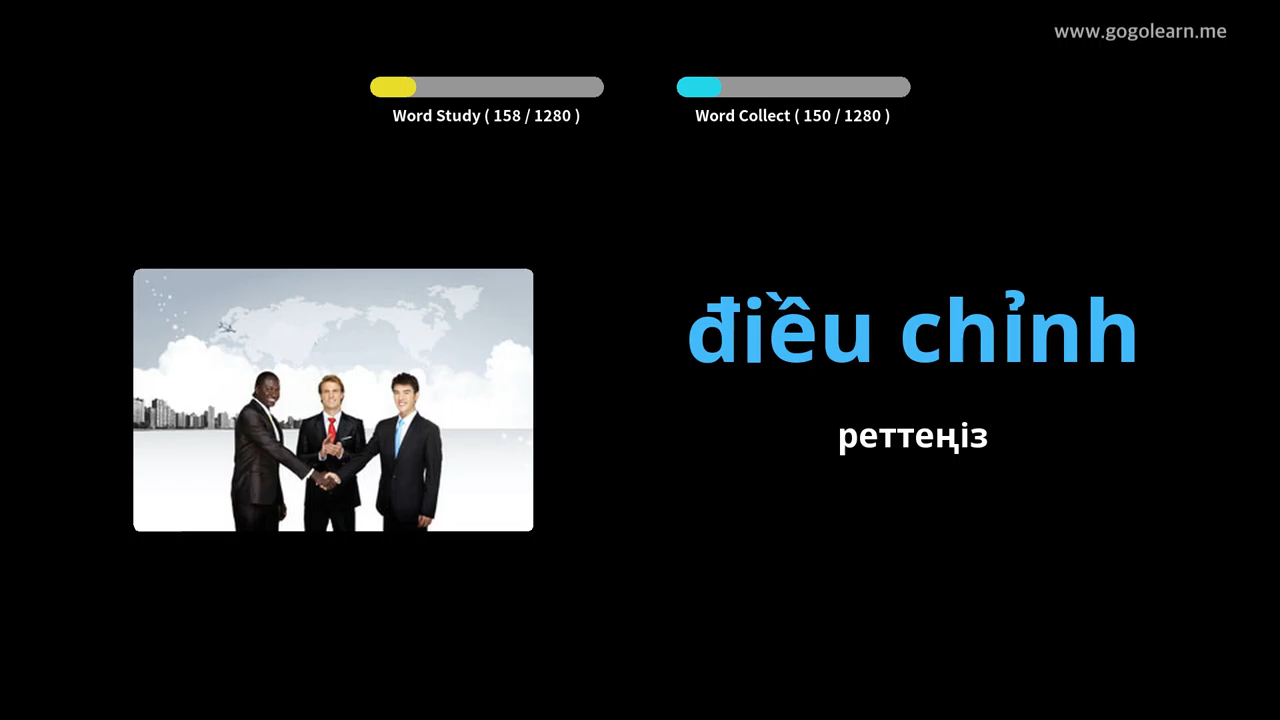 www.gogolearn.me
Word Study ( 158 / 1280 )
Word Collect ( 150 / 1280 )
điều chỉnh
реттеңіз